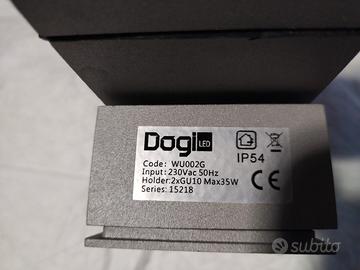 Dogi LED
IP54
Code: WU002G
Input: 230Vac 50Hz
Holder: 2xGU10 Max35W
Series: 15218
CE
subito